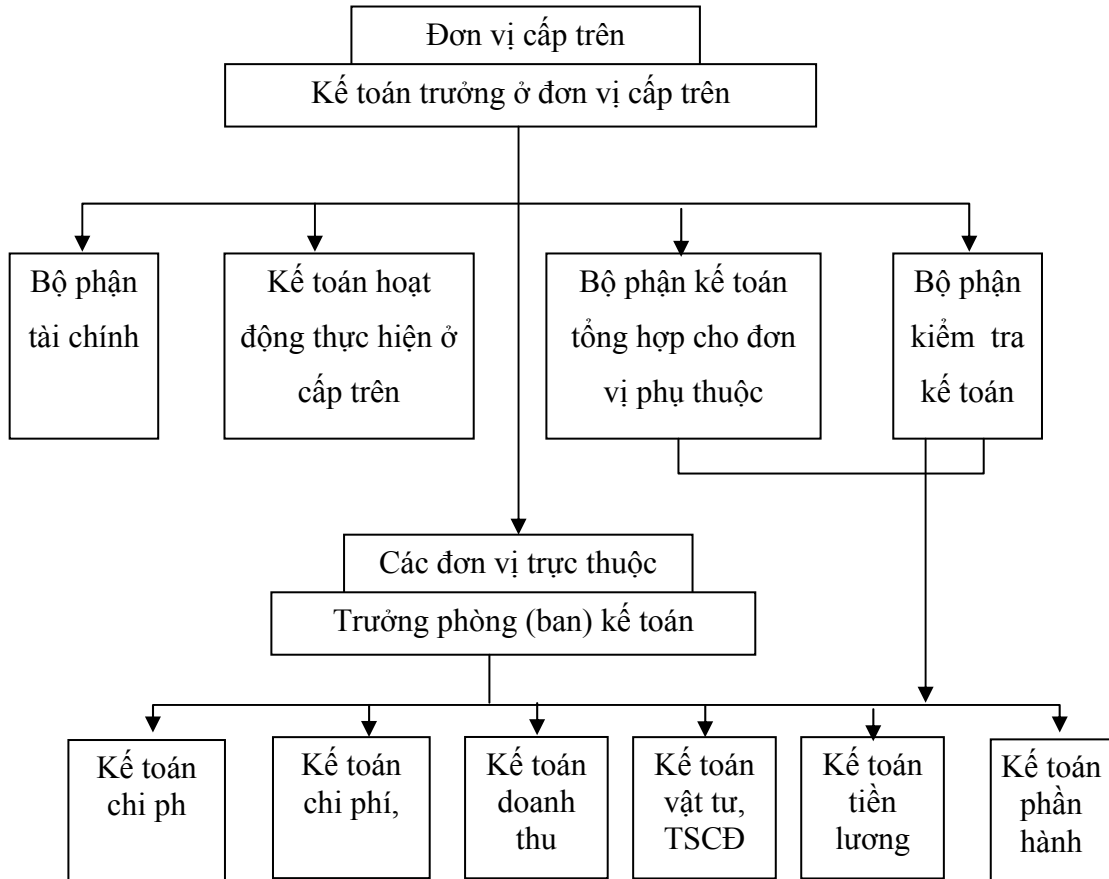 Đơn vị cấp trên
Kế toán trưởng ở đơn vị cấp trên
Bộ phận
tài chính
Kế toán hoạt
động thực hiện ở
cấp trên
Bộ phận kế toán
tổng hợp cho đơn
vị phụ thuộc
Bộ phận
kiểm tra
kế toán
Các đơn vị trực thuộc
Trưởng phòng (ban) kế toán
Kế toán
chi ph
Kế toán
chi phí,
Kế toán
doanh
thu
Kế toán
vật tư,
TSCĐ
Kế toán
tiền
lương
Kế toán
phần
hành